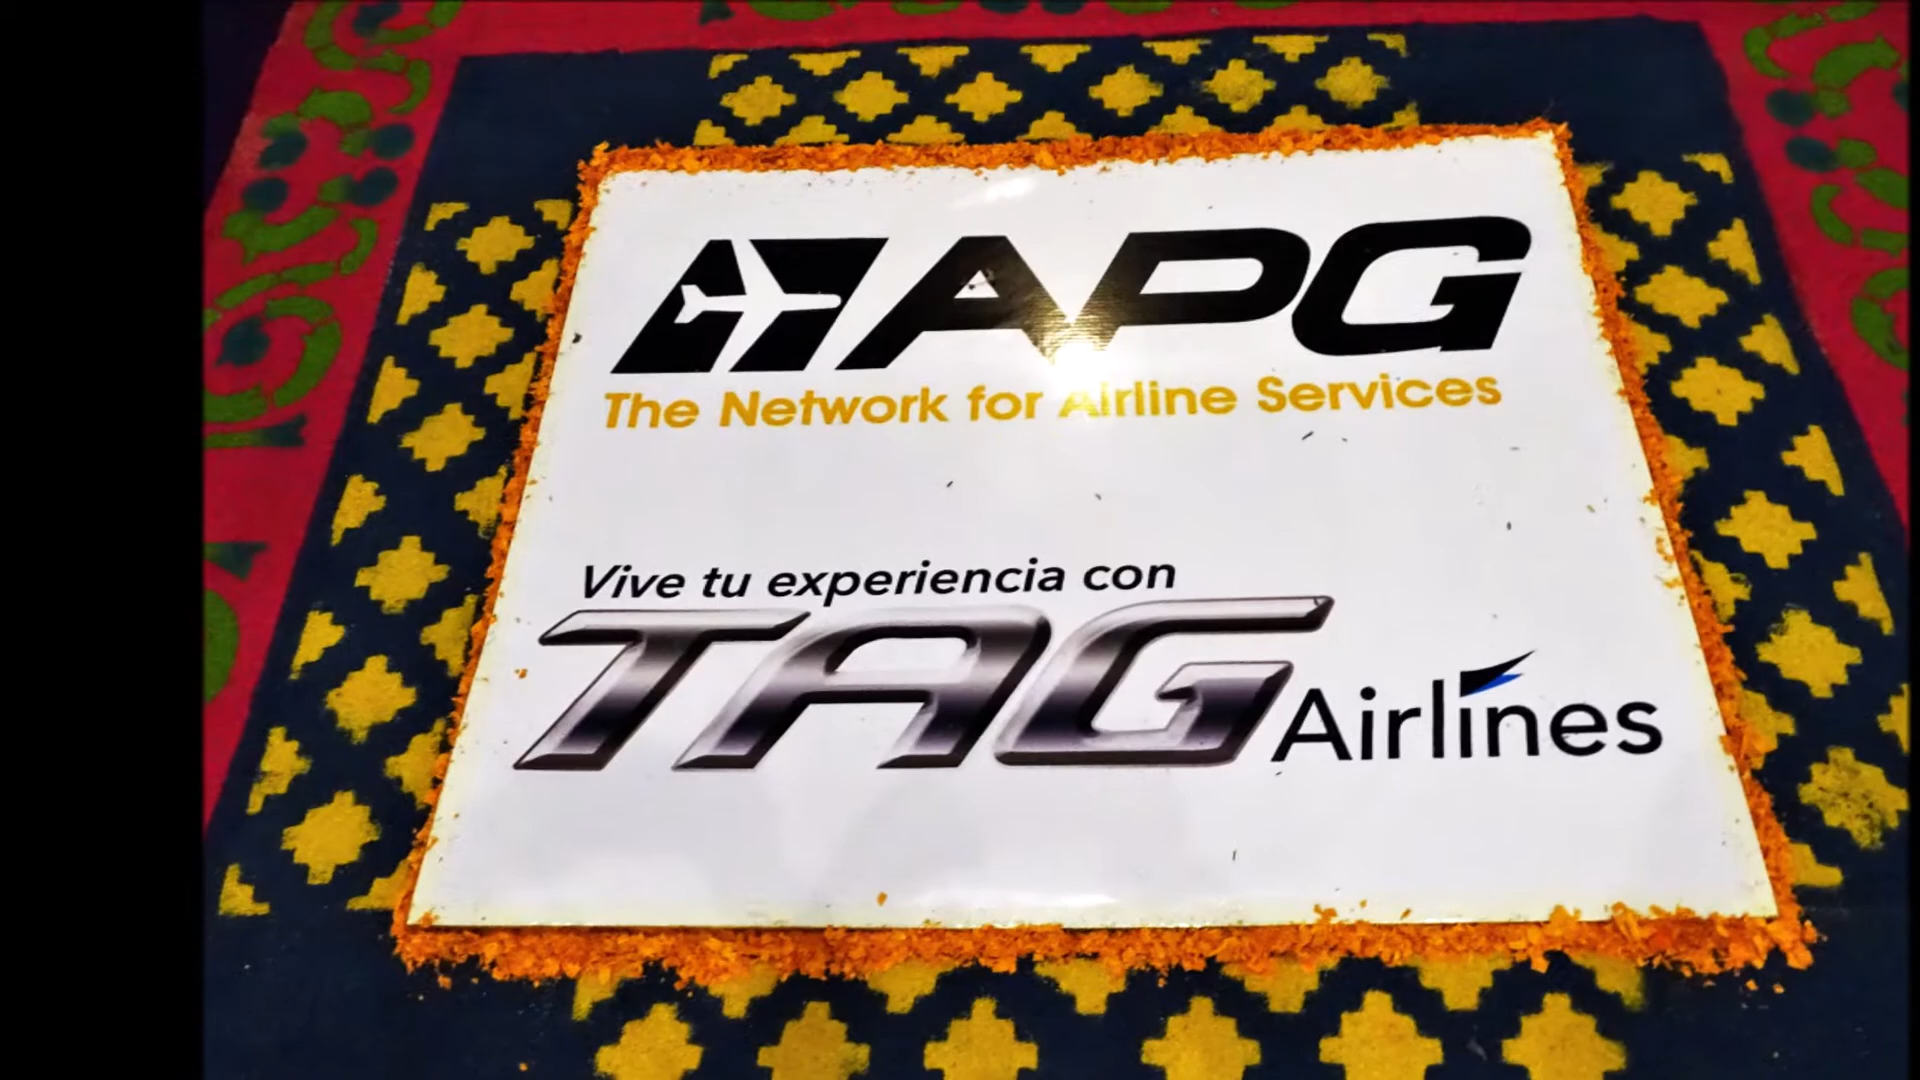 APG
The Network for Airline Services
Vive tu experiencia con
TAG Airlines